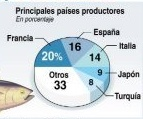 Principales países productores
En porcentaje
España
Francia
16
Italia
20%
14
Otros
33
9
Japón
8
Turquía